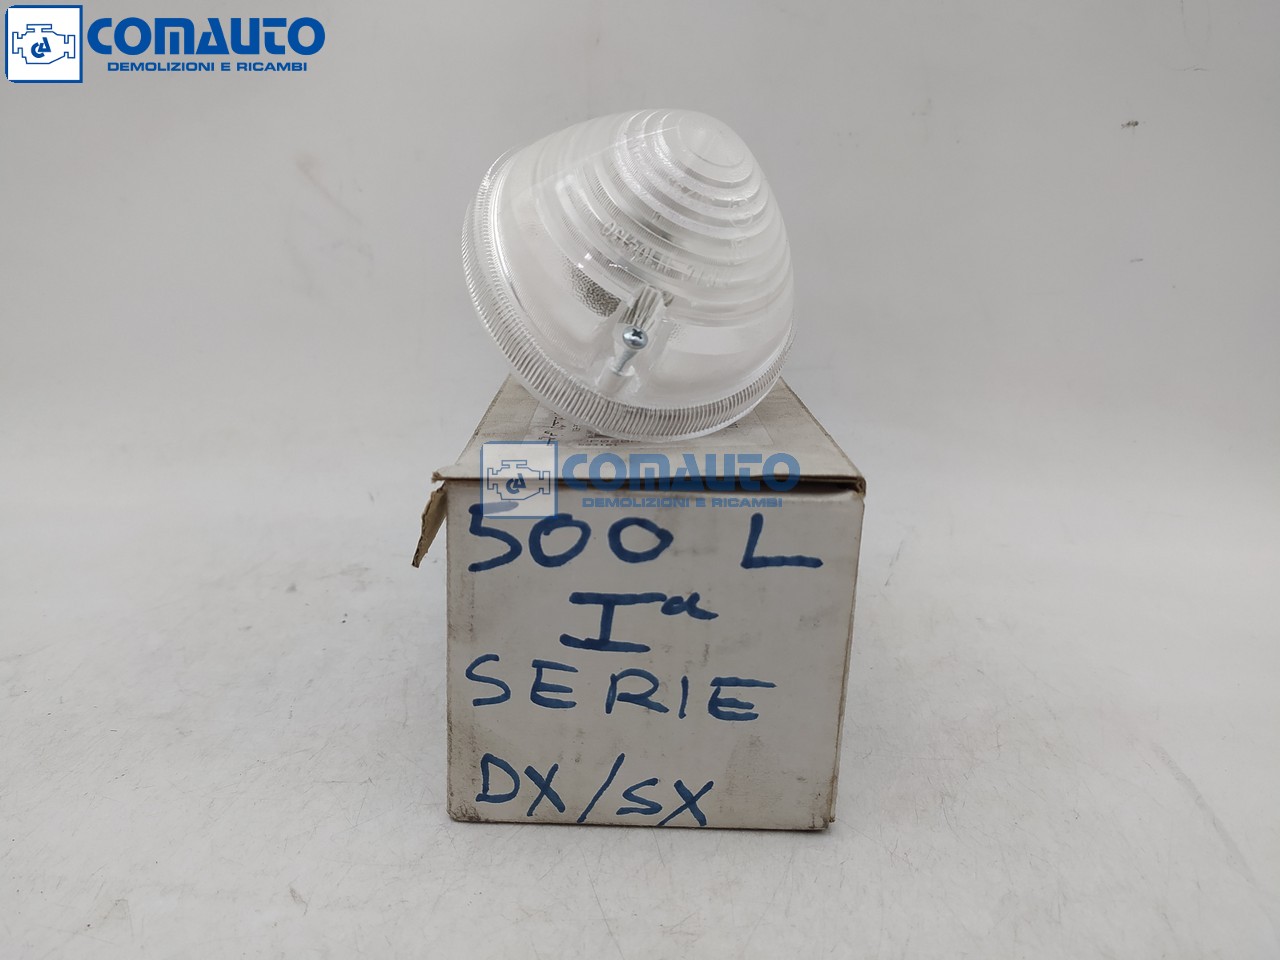 COMAUTO
DEMOLIZIONI E RICAMBI
COMAUTO
DEMOLIZIONI E RICAMBI
500 L
Iª
SERIE
DX/SX